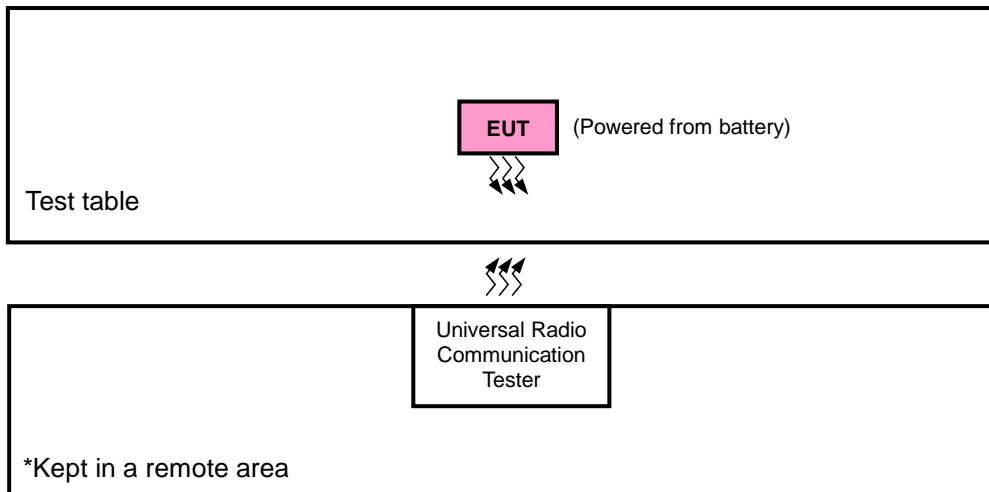 EUT
(Powered from battery)
Test table
Universal Radio
Communication
Tester
*Kept in a remote area